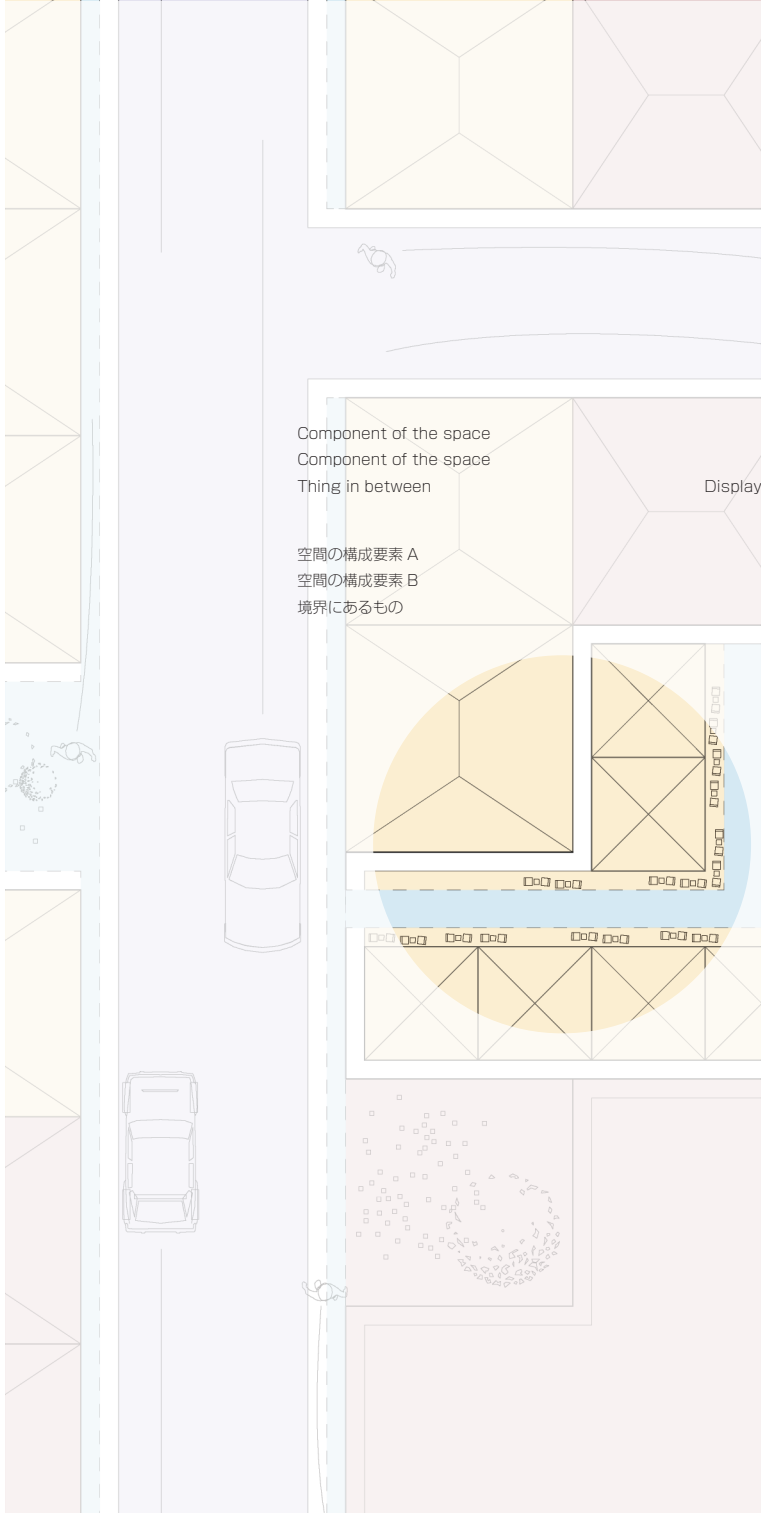 Component of the space
Component of the space
Thing in between
Display
空間の構成要素 A
空間の構成要素 B
境界にあるもの